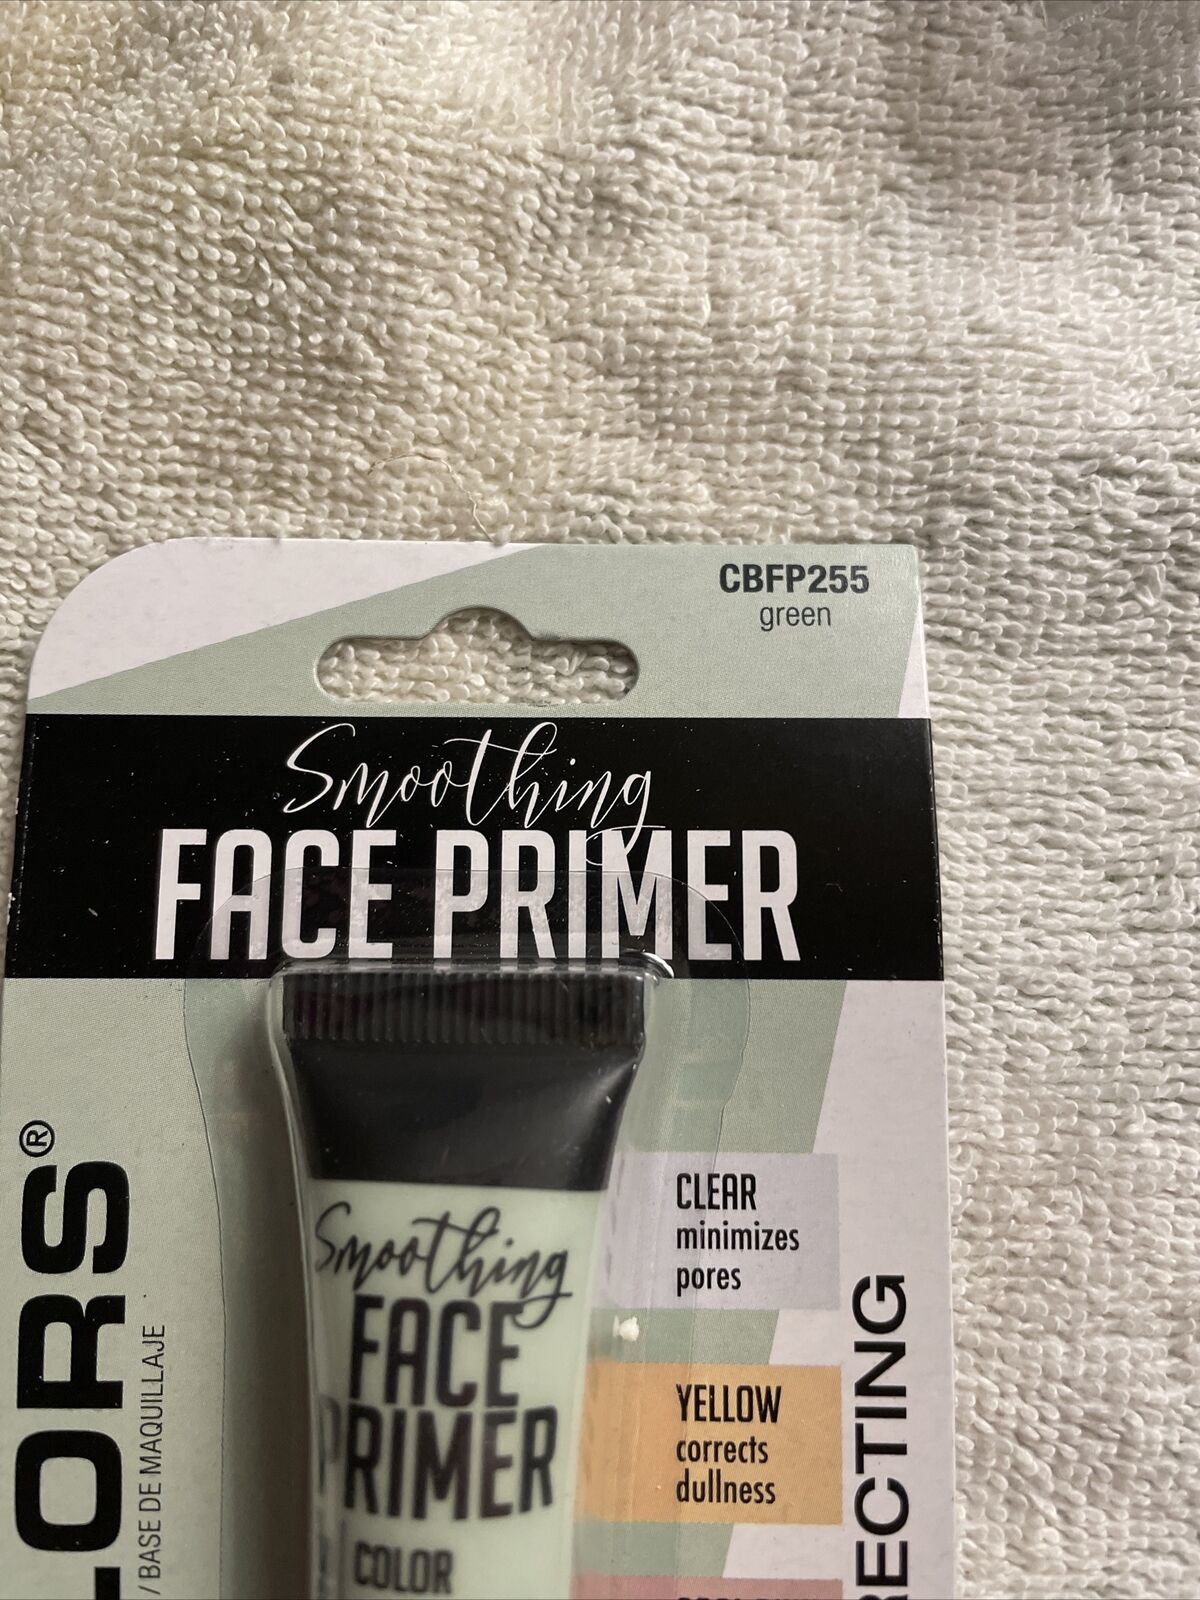 CBFP255
green
Smoothing
FACE PRIMER
LORS®
/ BASE DE MAQUILLAJE
Smoothing
FACE
PRIMER
COLOR
CLEAR
minimizes
pores
YELLOW
corrects
dullness
RECTING